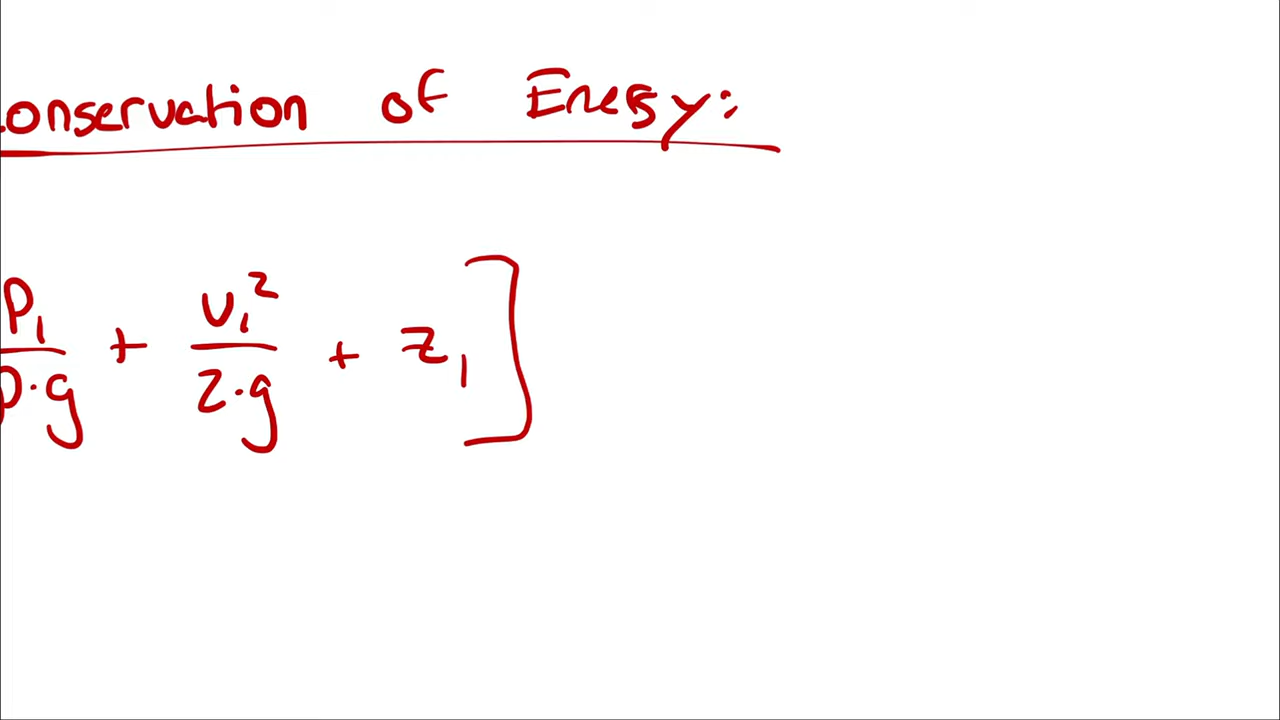 onservation of Energy:
P₁/ρ·g + v₁²/2·g + z₁]